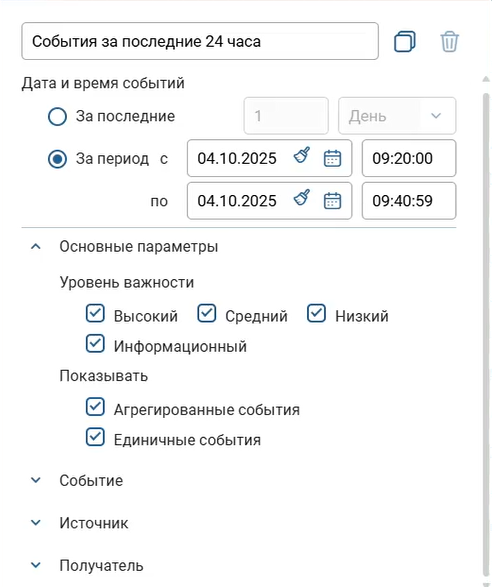 События за последние 24 часа
Дата и время событий
За последние 1 День
За период с 04.10.2025 09:20:00
по 04.10.2025 09:40:59
Основные параметры
Уровень важности
Высокий Средний Низкий
Информационный
Показывать
Агрегированные события
Единичные события
Событие
Источник
Получатель